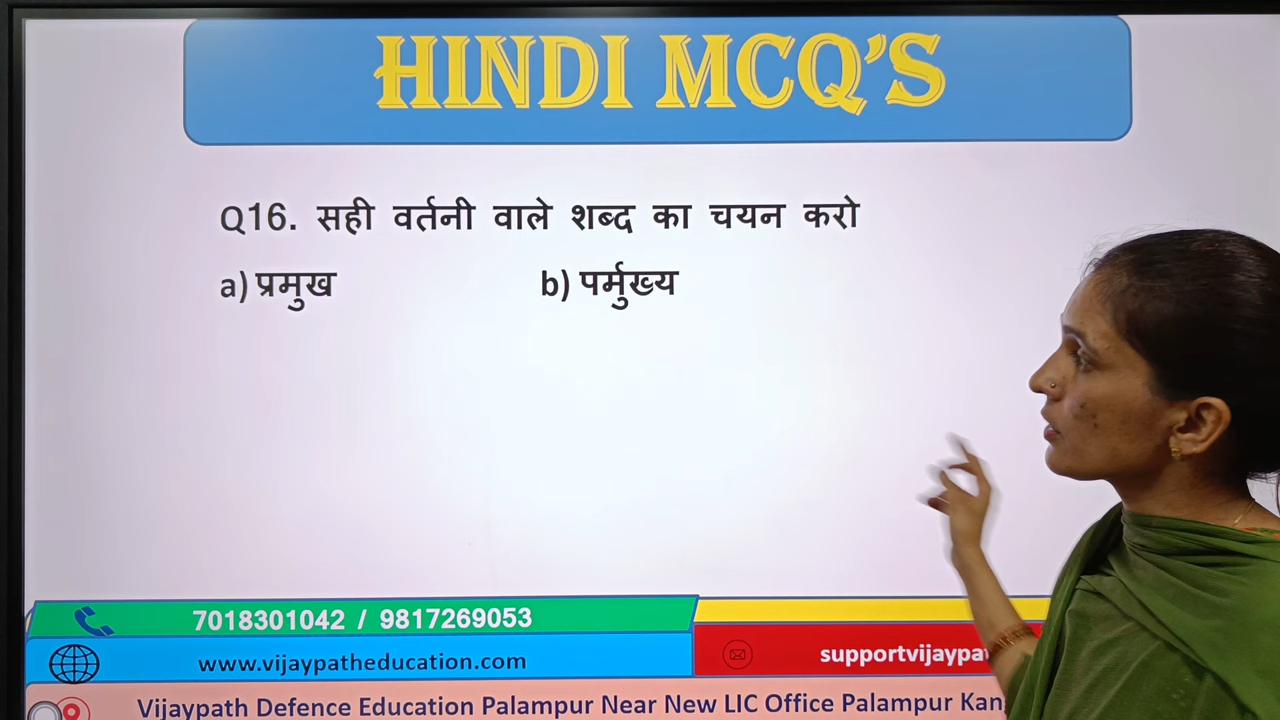 HINDI MCQ'S
Q16. सही वर्तनी वाले शब्द का चयन करो
a) प्रमुख b) पर्मुख्य
7018301042 / 9817269053
www.vijaypatheducation.com
Vijaypath Defence Education Palampur Near New LIC Office Palampur